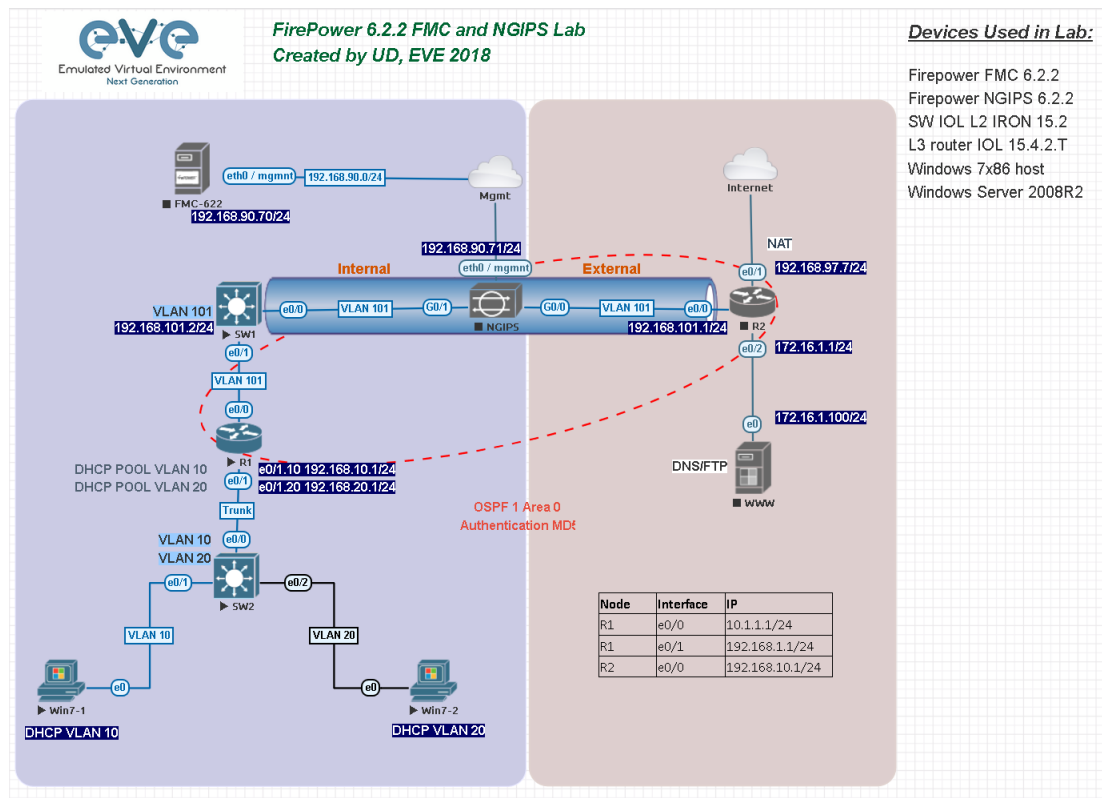 eve
Emulated Virtual Environment
Next Generation
FirePower 6.2.2 FMC and NGIPS Lab
Created by UD, EVE 2018
Devices Used in Lab:
Firepower FMC 6.2.2
Firepower NGIPS 6.2.2
SW IOL L2 IRON 15.2
L3 router IOL 15.4.2.T
Windows 7x86 host
Windows Server 2008R2
eth0 / mgmnt
192.168.90.0/24
Mgmt
FMC-622
192.168.90.70/24
Internet
192.168.90.71/24
eth0 / mgmnt
NAT
e0/1
192.168.97.7/24
Internal
External
VLAN 101
192.168.101.2/24
SW1
e0/0
VLAN 101
G0/1
NGIPS
G0/0
VLAN 101
e0/0
192.168.101.1/24
R2
e0/1
e0/2
172.16.1.1/24
VLAN 101
e0/0
R1
e0
172.16.1.100/24
DNS/FTP
WWW
DHCP POOL VLAN 10
DHCP POOL VLAN 20
e0/1
e0/1.10 192.168.10.1/24
e0/1.20 192.168.20.1/24
Trunk
OSPF 1 Area 0
Authentication MD5
VLAN 10
VLAN 20
e0/0
e0/1
SW2
e0/2
VLAN 10
VLAN 20
Node Interface IP
R1 e0/0 10.1.1.1/24
R1 e0/1 192.168.1.1/24
R2 e0/0 192.168.10.1/24
e0
Win7-1
DHCP VLAN 10
e0
Win7-2
DHCP VLAN 20